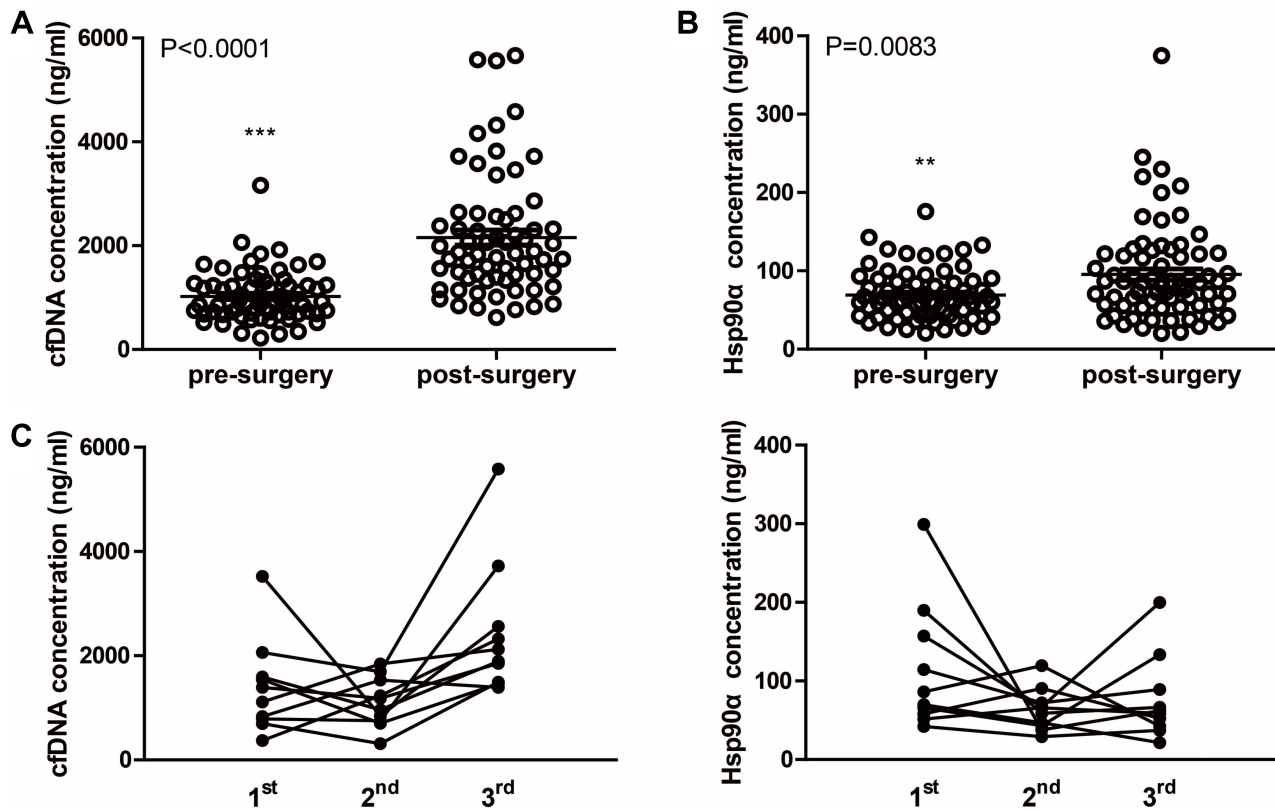 A
cfDNA concentration (ng/ml)
6000
4000
2000
0
P<0.0001
***
pre-surgery
post-surgery
B
Hsp90α concentration (ng/ml)
400
300
200
100
0
P=0.0083
**
pre-surgery
post-surgery
C
cfDNA concentration (ng/ml)
6000
4000
2000
0
1st
2nd
3rd
Hsp90α concentration (ng/ml)
400
300
200
100
0
1st
2nd
3rd